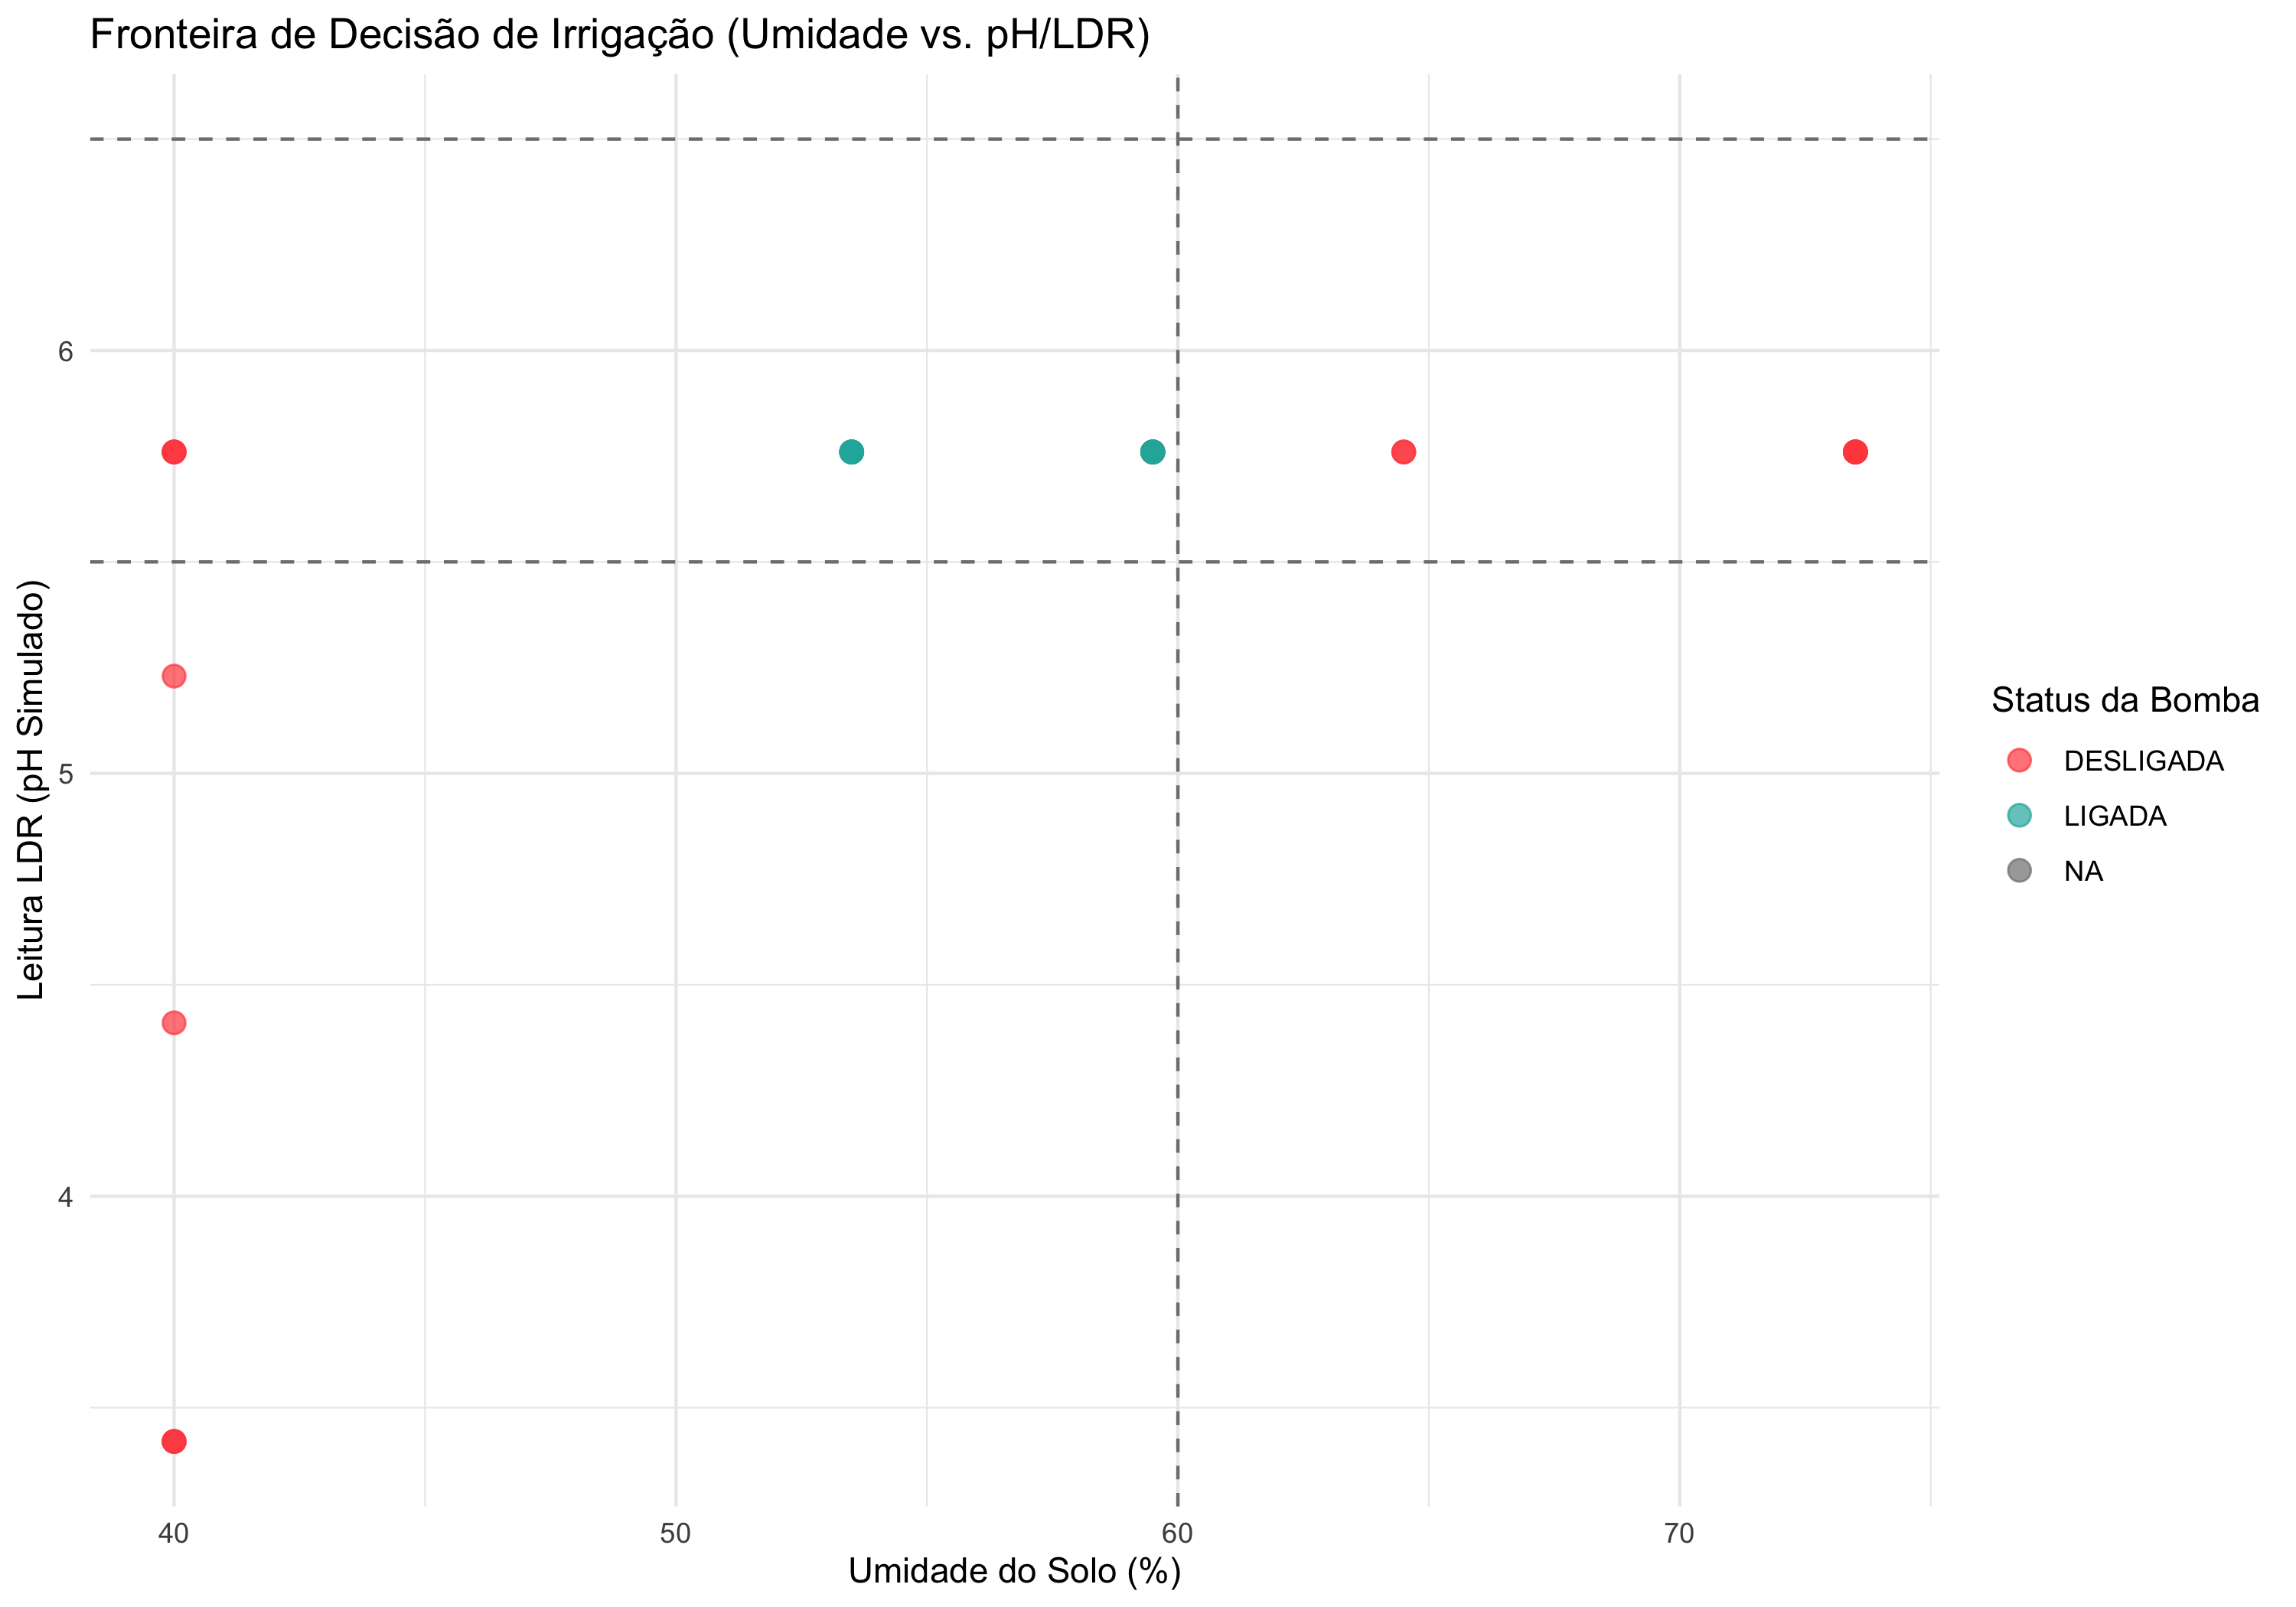 Fronteira de Decisão de Irrigação (Umidade vs. pH/LDR)
Leitura LDR (pH Simulado)
6
5
4
40
50
60
70
Umidade do Solo (%)
Status da Bomba
DESLIGADA
LIGADA
NA